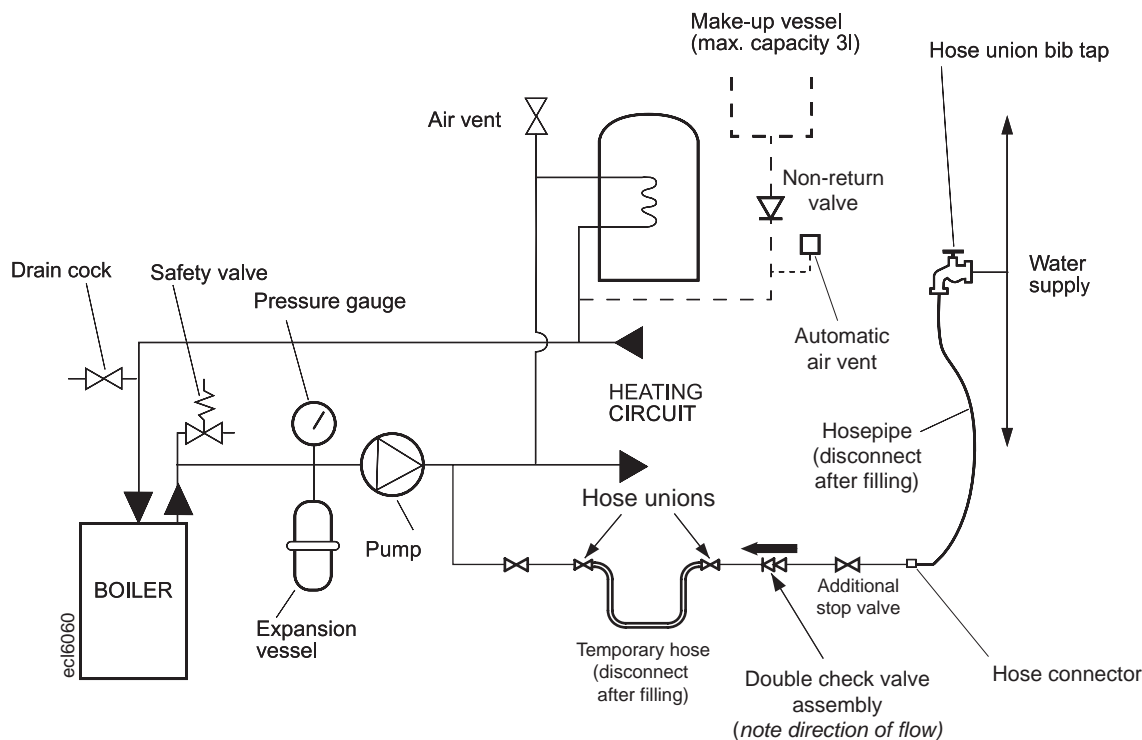 Make-up vessel
(max. capacity 3l)
Hose union bib tap
Air vent
Non-return
valve
Drain cock
Safety valve
Pressure gauge
Water
supply
Automatic
air vent
HEATING
CIRCUIT
Hosepipe
(disconnect
after filling)
Hose unions
Pump
BOILER
Additional
stop valve
ecl6060
Expansion
vessel
Temporary hose
(disconnect
after filling)
Double check valve
assembly
(note direction of flow)
Hose connector